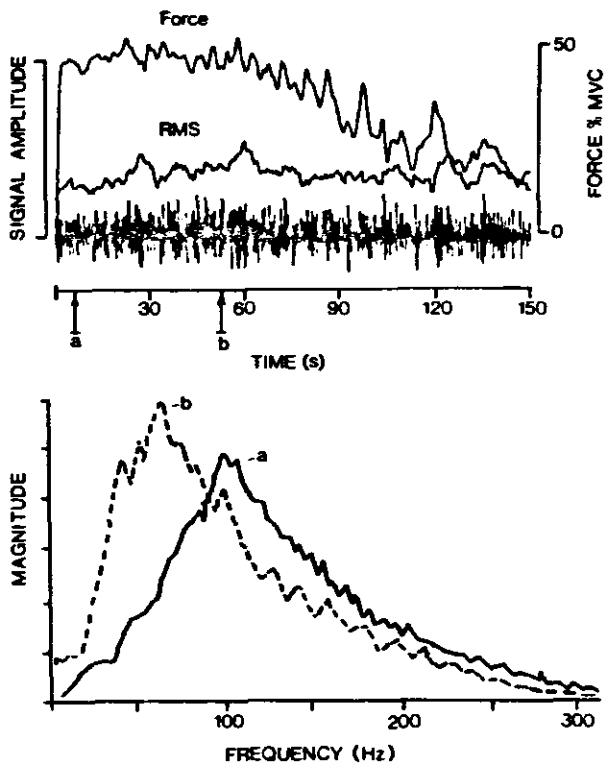 Force
50
SIGNAL AMPLITUDE
FORCE % MVC
RMS
0
30 60 90 120 150
a b
TIME (s)
b
a
MAGNITUDE
100 200 300
FREQUENCY (Hz)